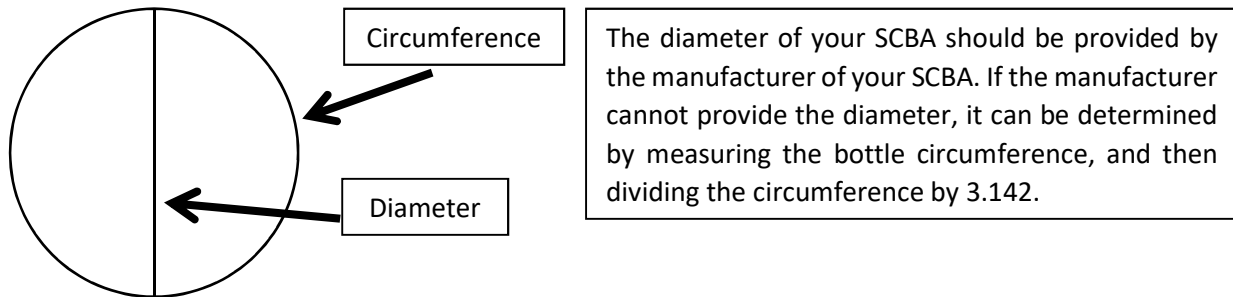 Circumference
Diameter
The diameter of your SCBA should be provided by
the manufacturer of your SCBA. If the manufacturer
cannot provide the diameter, it can be determined
by measuring the bottle circumference, and then
dividing the circumference by 3.142.